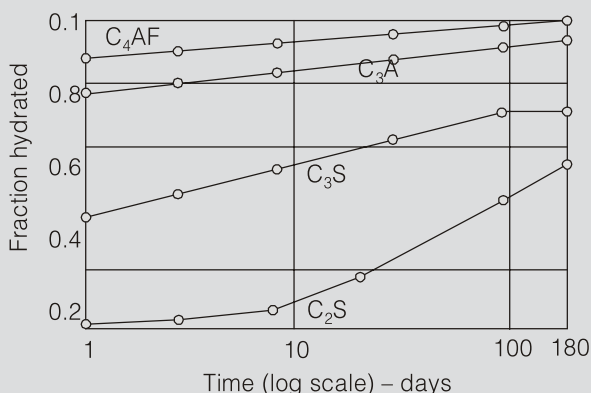 Fraction hydrated
0.1
0.8
0.6
0.4
0.2
C₄AF
C₃A
C₃S
C₂S
1 10 100 180
Time (log scale) – days